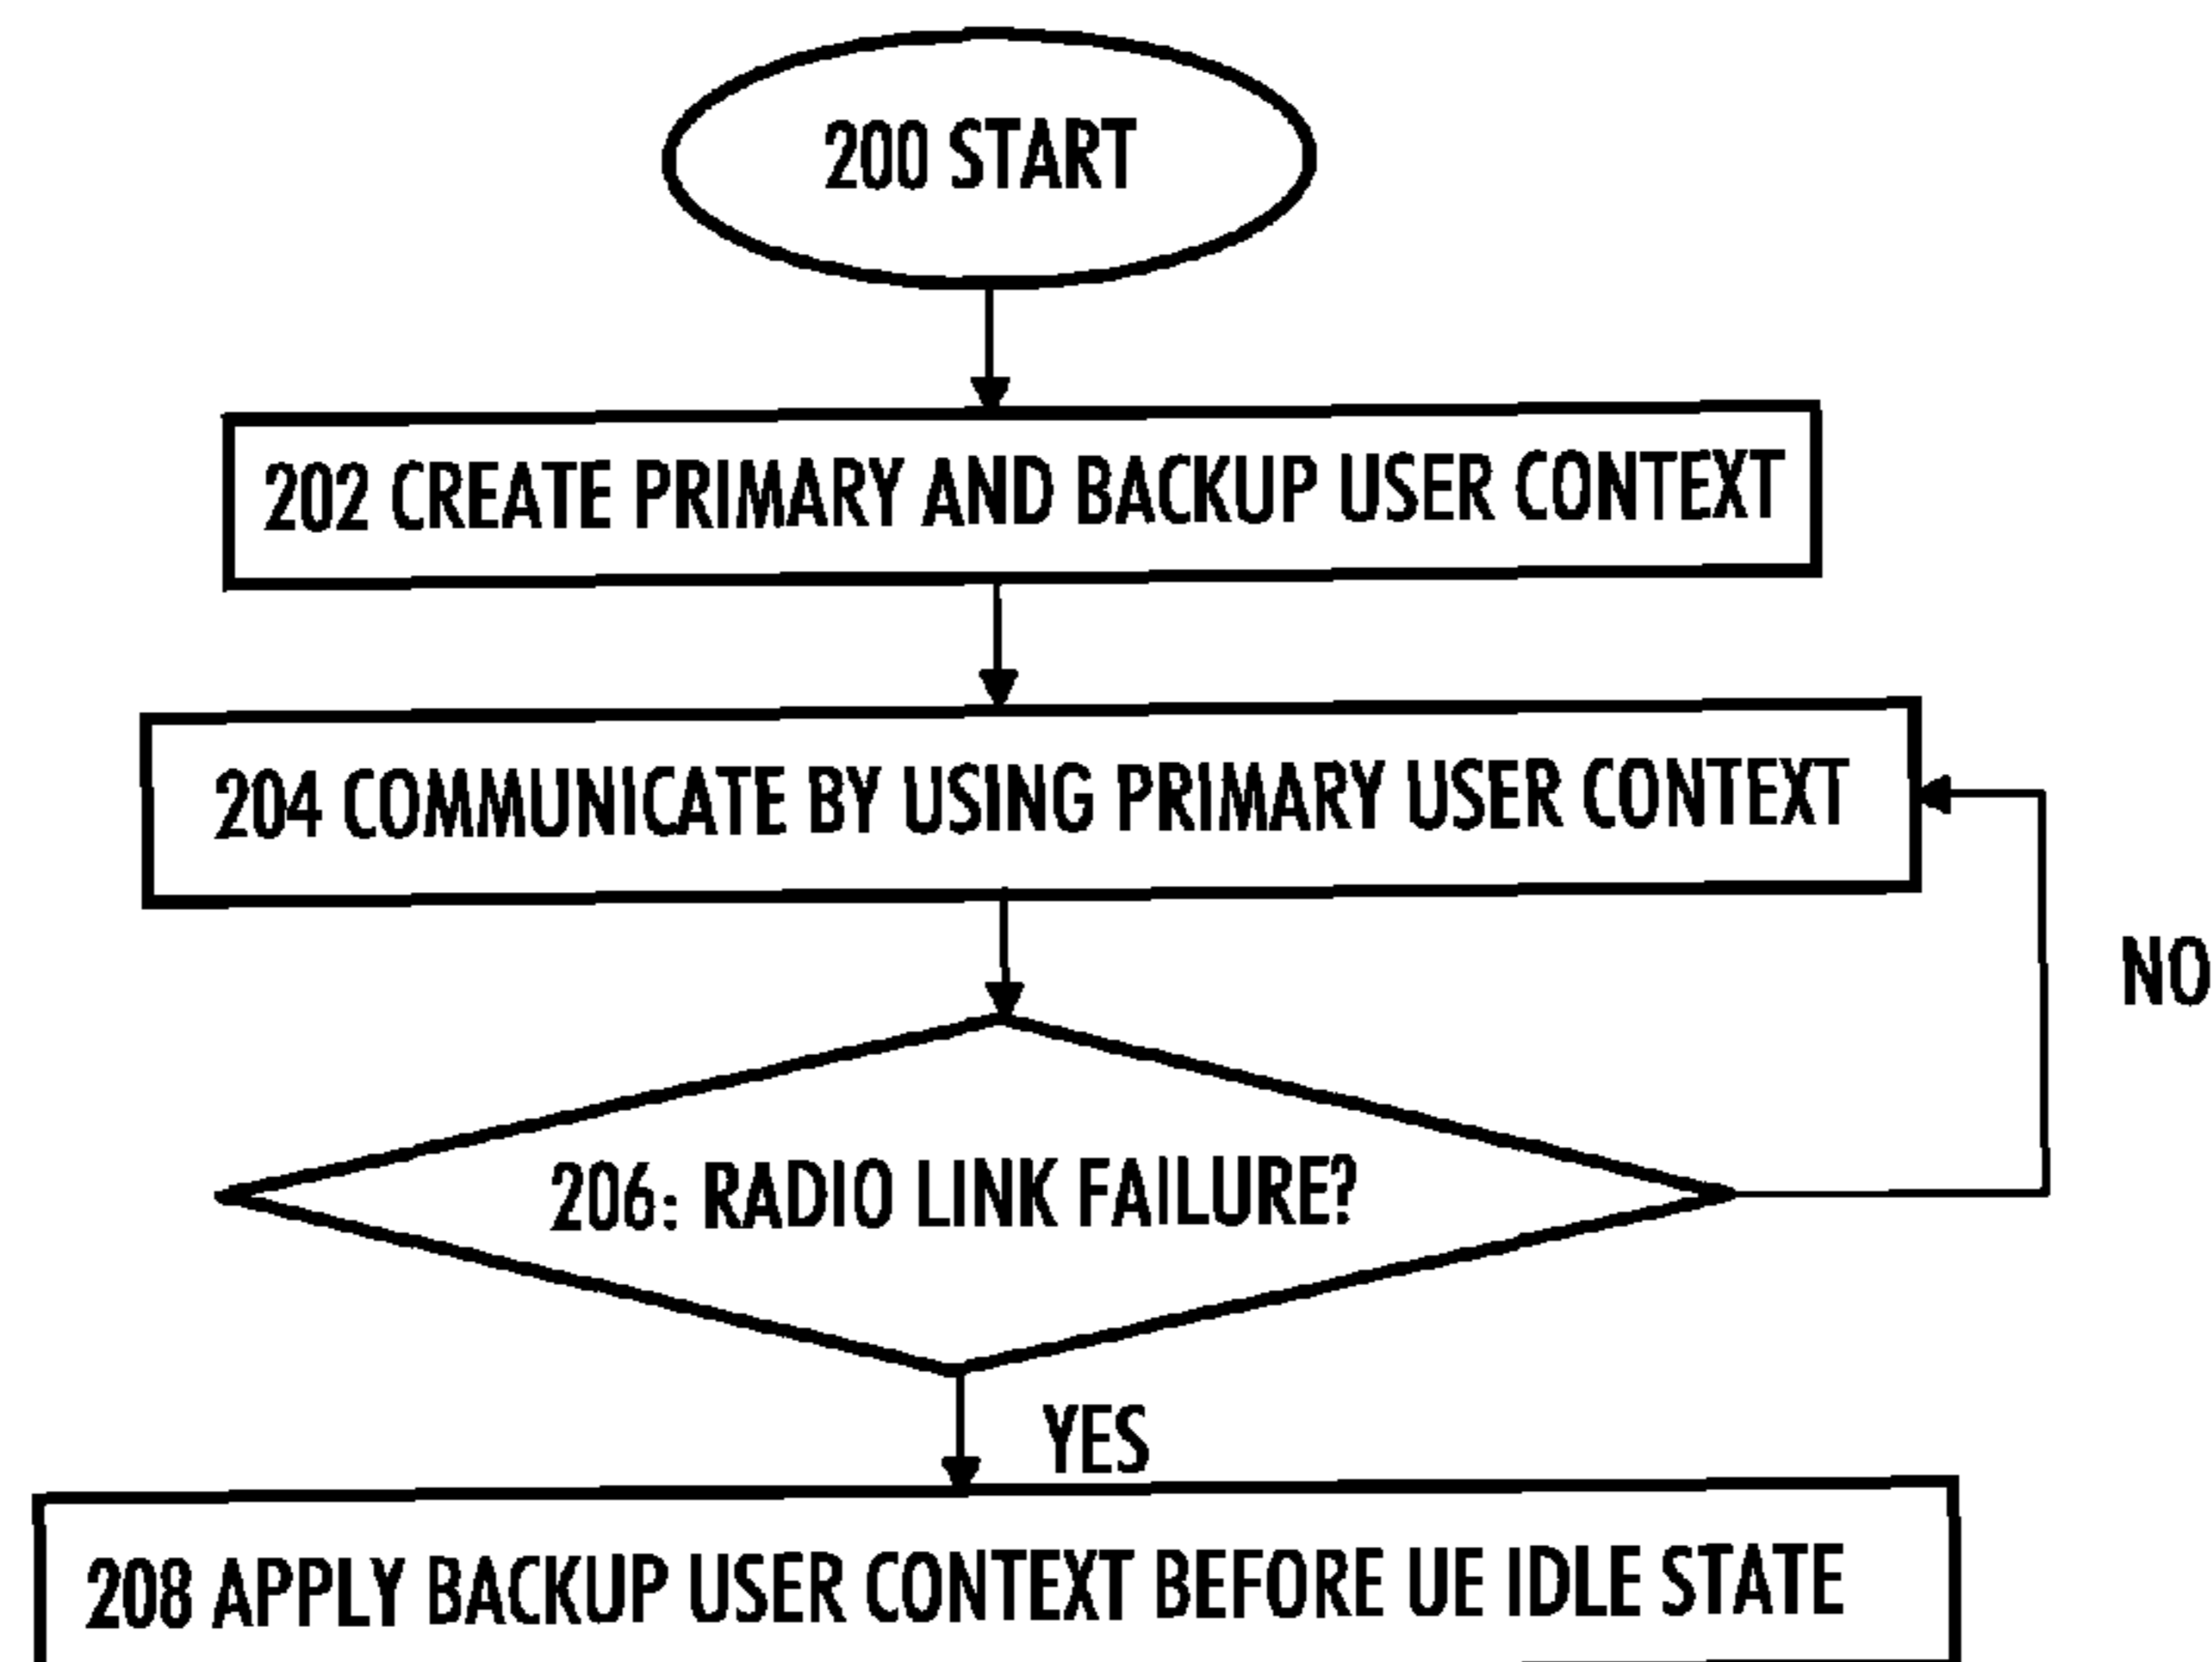 200 START
202 CREATE PRIMARY AND BACKUP USER CONTEXT
204 COMMUNICATE BY USING PRIMARY USER CONTEXT
NO
206: RADIO LINK FAILURE?
YES
208 APPLY BACKUP USER CONTEXT BEFORE UE IDLE STATE